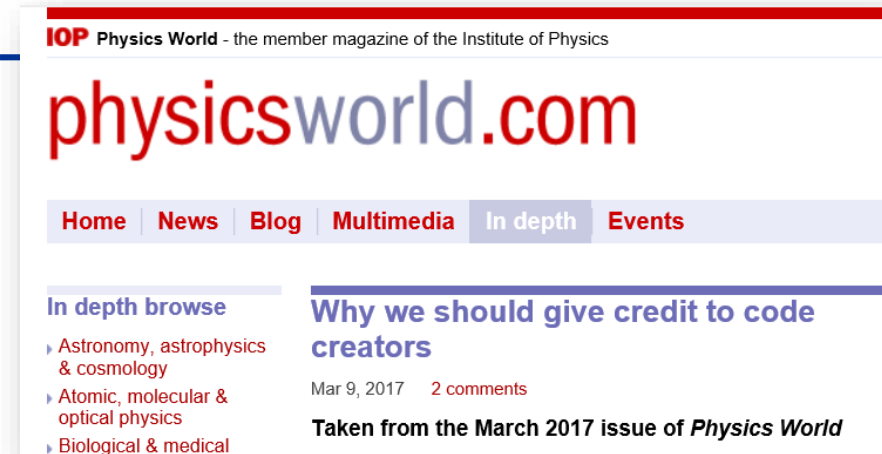 IOP Physics World - the member magazine of the Institute of Physics
physicsworld.com
Home News Blog Multimedia In depth Events
In depth browse
Astronomy, astrophysics
& cosmology
Atomic, molecular &
optical physics
Biological & medical
Why we should give credit to code
creators
Mar 9, 2017 2 comments
Taken from the March 2017 issue of Physics World